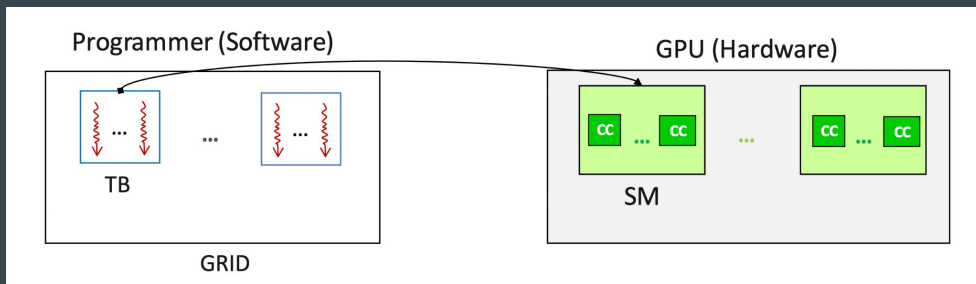 Programmer (Software)
GPU (Hardware)
... ... ...
TB
GRID
CC ... CC ... CC ... CC
SM